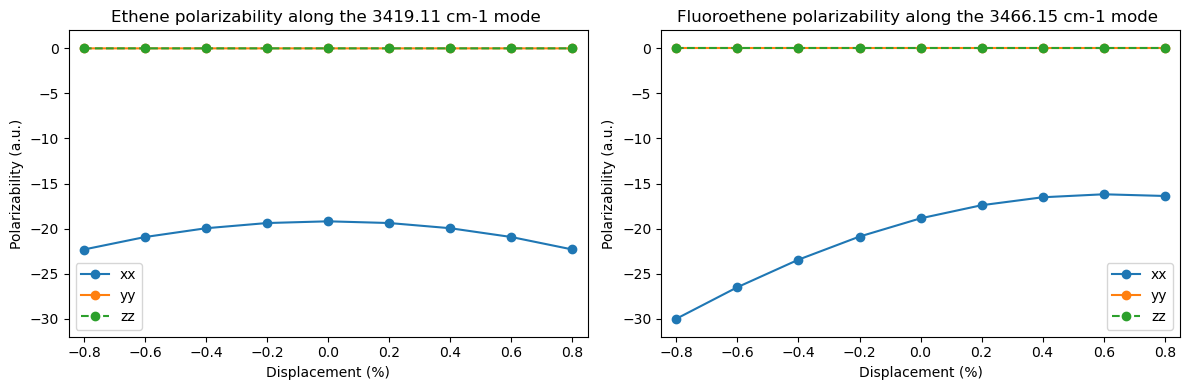 Ethene polarizability along the 3419.11 cm-1 mode
Polarizability (a.u.)
0
−5
−10
−15
−20
−25
−30
xx
yy
zz
−0.8 −0.6 −0.4 −0.2 0.0 0.2 0.4 0.6 0.8
Displacement (%)
Fluoroethene polarizability along the 3466.15 cm-1 mode
Polarizability (a.u.)
0
−5
−10
−15
−20
−25
−30
xx
yy
zz
−0.8 −0.6 −0.4 −0.2 0.0 0.2 0.4 0.6 0.8
Displacement (%)